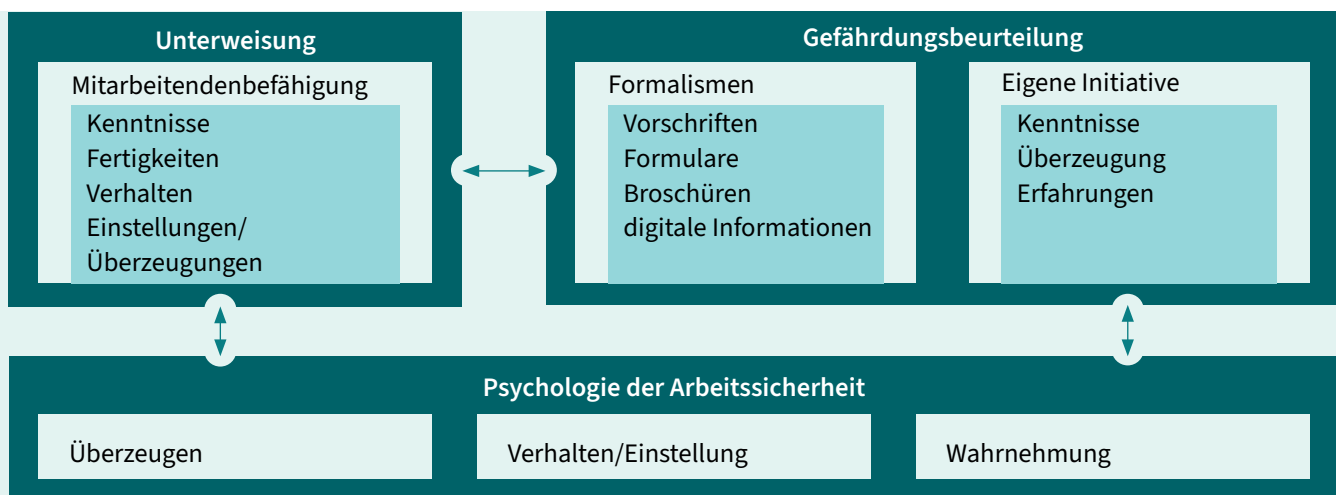 Unterweisung
Mitarbeitendenbefähigung
Kenntnisse
Fertigkeiten
Verhalten
Einstellungen/
Überzeugungen
Gefährdungsbeurteilung
Formalismen
Vorschriften
Formulare
Broschüren
digitale Informationen
Eigene Initiative
Kenntnisse
Überzeugung
Erfahrungen
Psychologie der Arbeitssicherheit
Überzeugen
Verhalten/Einstellung
Wahrnehmung